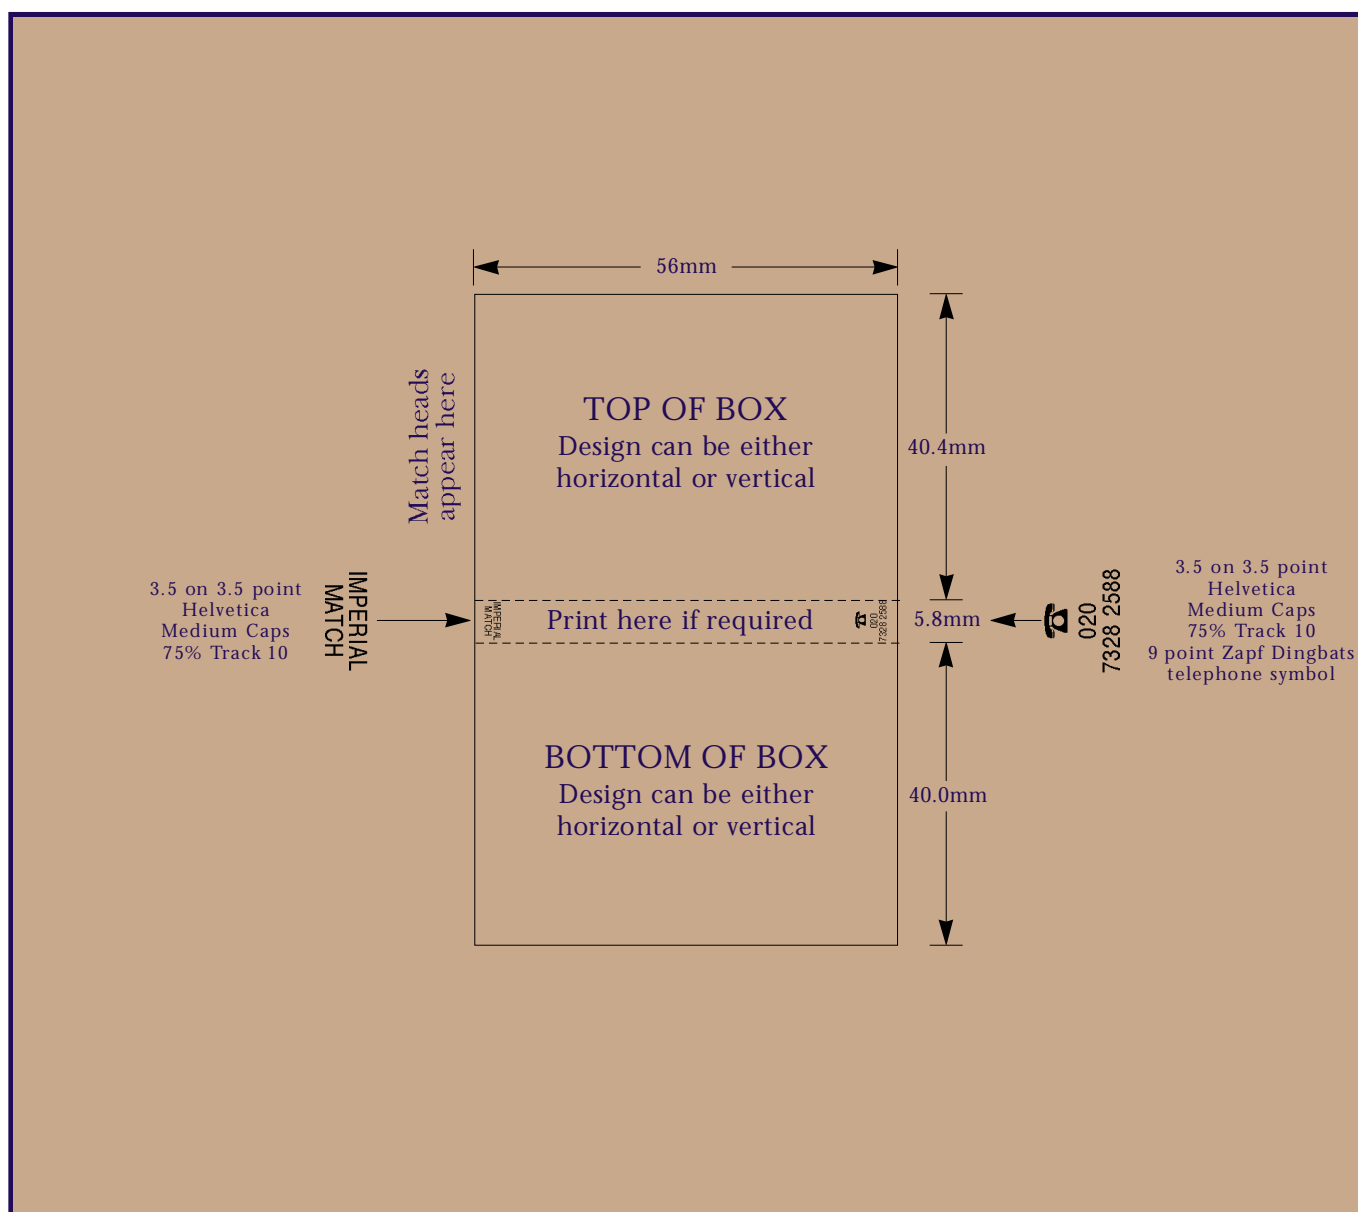 56mm
TOP OF BOX
Design can be either
horizontal or vertical
Match heads
appear here
40.4mm
3.5 on 3.5 point
Helvetica
Medium Caps
75% Track 10
IMPERIAL
MATCH
IMPERIAL
MATCH
Print here if required
020
7328 2588
5.8mm
020
7328 2588
3.5 on 3.5 point
Helvetica
Medium Caps
75% Track 10
9 point Zapf Dingbats
telephone symbol
BOTTOM OF BOX
Design can be either
horizontal or vertical
40.0mm